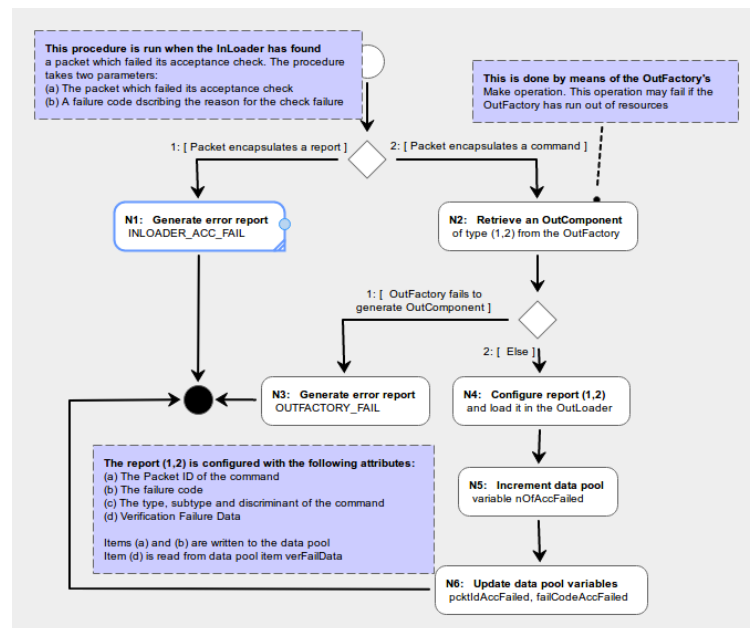 This procedure is run when the InLoader has found
a packet which failed its acceptance check. The procedure
takes two parameters:
(a) The packet which failed its acceptance check
(b) A failure code dscribing the reason for the check failure
This is done by means of the OutFactory's
Make operation. This operation may fail if the
OutFactory has run out of resources
1: [ Packet encapsulates a report ]
2: [ Packet encapsulates a command ]
N1: Generate error report
INLOADER_ACC_FAIL
N2: Retrieve an OutComponent
of type (1,2) from the OutFactory
1: [ OutFactory fails to
generate OutComponent ]
2: [ Else ]
N3: Generate error report
OUTFACTORY_FAIL
N4: Configure report (1,2)
and load it in the OutLoader
The report (1,2) is configured with the following attributes:
(a) The Packet ID of the command
(b) The failure code
(c) The type, subtype and discriminant of the command
(d) Verification Failure Data
Items (a) and (b) are written to the data pool
Item (d) is read from data pool item verFailData
N5: Increment data pool
variable nOfAccFailed
N6: Update data pool variables
pcktIdAccFailed, failCodeAccFailed